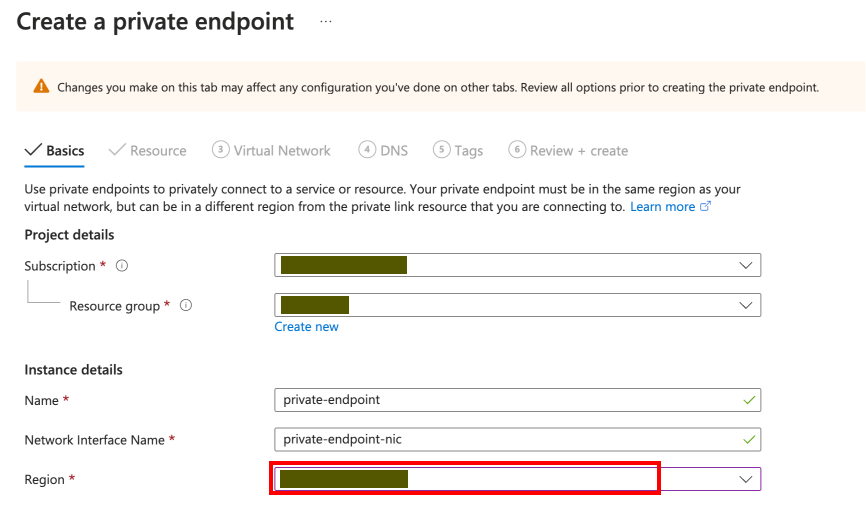 Create a private endpoint ...
Changes you make on this tab may affect any configuration you've done on other tabs. Review all options prior to creating the private endpoint.
Basics Resource 3 Virtual Network 4 DNS 5 Tags 6 Review + create
Use private endpoints to privately connect to a service or resource. Your private endpoint must be in the same region as your
virtual network, but can be in a different region from the private link resource that you are connecting to. Learn more
Project details
Subscription *
Resource group *
Create new
Instance details
Name * private-endpoint
Network Interface Name * private-endpoint-nic
Region *